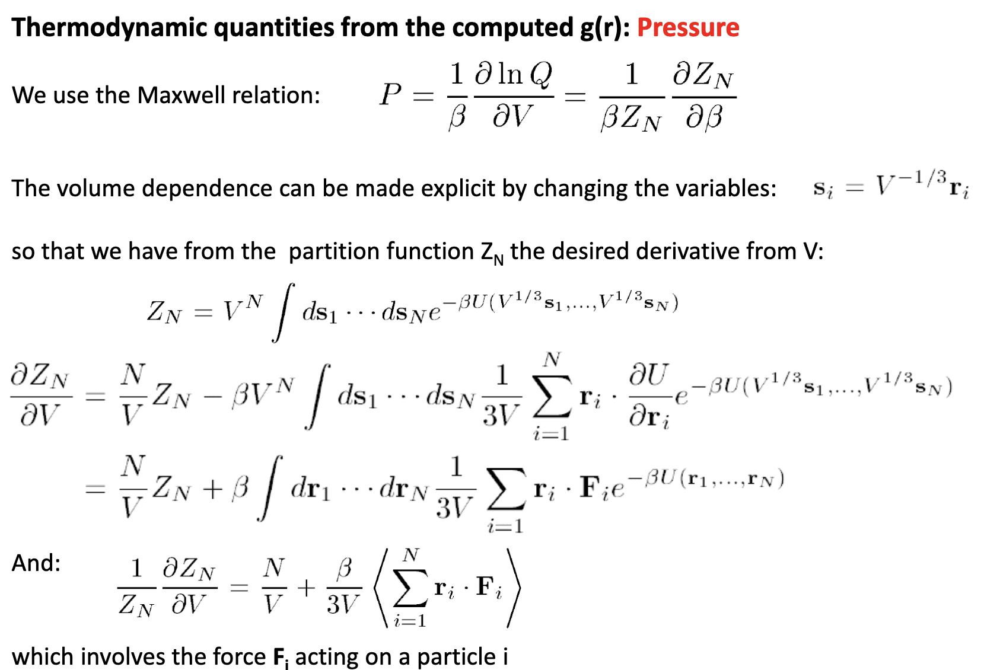 Thermodynamic quantities from the computed g(r): Pressure
We use the Maxwell relation: $P = \frac{1}{\beta} \frac{\partial \ln Q}{\partial V} = \frac{1}{\beta Z_N} \frac{\partial Z_N}{\partial \beta}$
The volume dependence can be made explicit by changing the variables: $\mathbf{s}_i = V^{-1/3} \mathbf{r}_i$
so that we have from the partition function $Z_N$ the desired derivative from V:
$Z_N = V^N \int d\mathbf{s}_1 \cdots d\mathbf{s}_N e^{-\beta U(V^{1/3}\mathbf{s}_1, \ldots, V^{1/3}\mathbf{s}_N)}$
$\frac{\partial Z_N}{\partial V} = \frac{N}{V} Z_N - \beta V^N \int d\mathbf{s}_1 \cdots d\mathbf{s}_N \frac{1}{3V} \sum_{i=1}^{N} \mathbf{r}_i \cdot \frac{\partial U}{\partial \mathbf{r}_i} e^{-\beta U(V^{1/3}\mathbf{s}_1, \ldots, V^{1/3}\mathbf{s}_N)}$
$= \frac{N}{V} Z_N + \beta \int d\mathbf{r}_1 \cdots d\mathbf{r}_N \frac{1}{3V} \sum_{i=1} \mathbf{r}_i \cdot \mathbf{F}_i e^{-\beta U(\mathbf{r}_1, \ldots, \mathbf{r}_N)}$
And: $\frac{1}{Z_N} \frac{\partial Z_N}{\partial V} = \frac{N}{V} + \frac{\beta}{3V} \left\langle \sum_{i=1}^{N} \mathbf{r}_i \cdot \mathbf{F}_i \right\rangle$
which involves the force $\mathbf{F}_i$ acting on a particle i